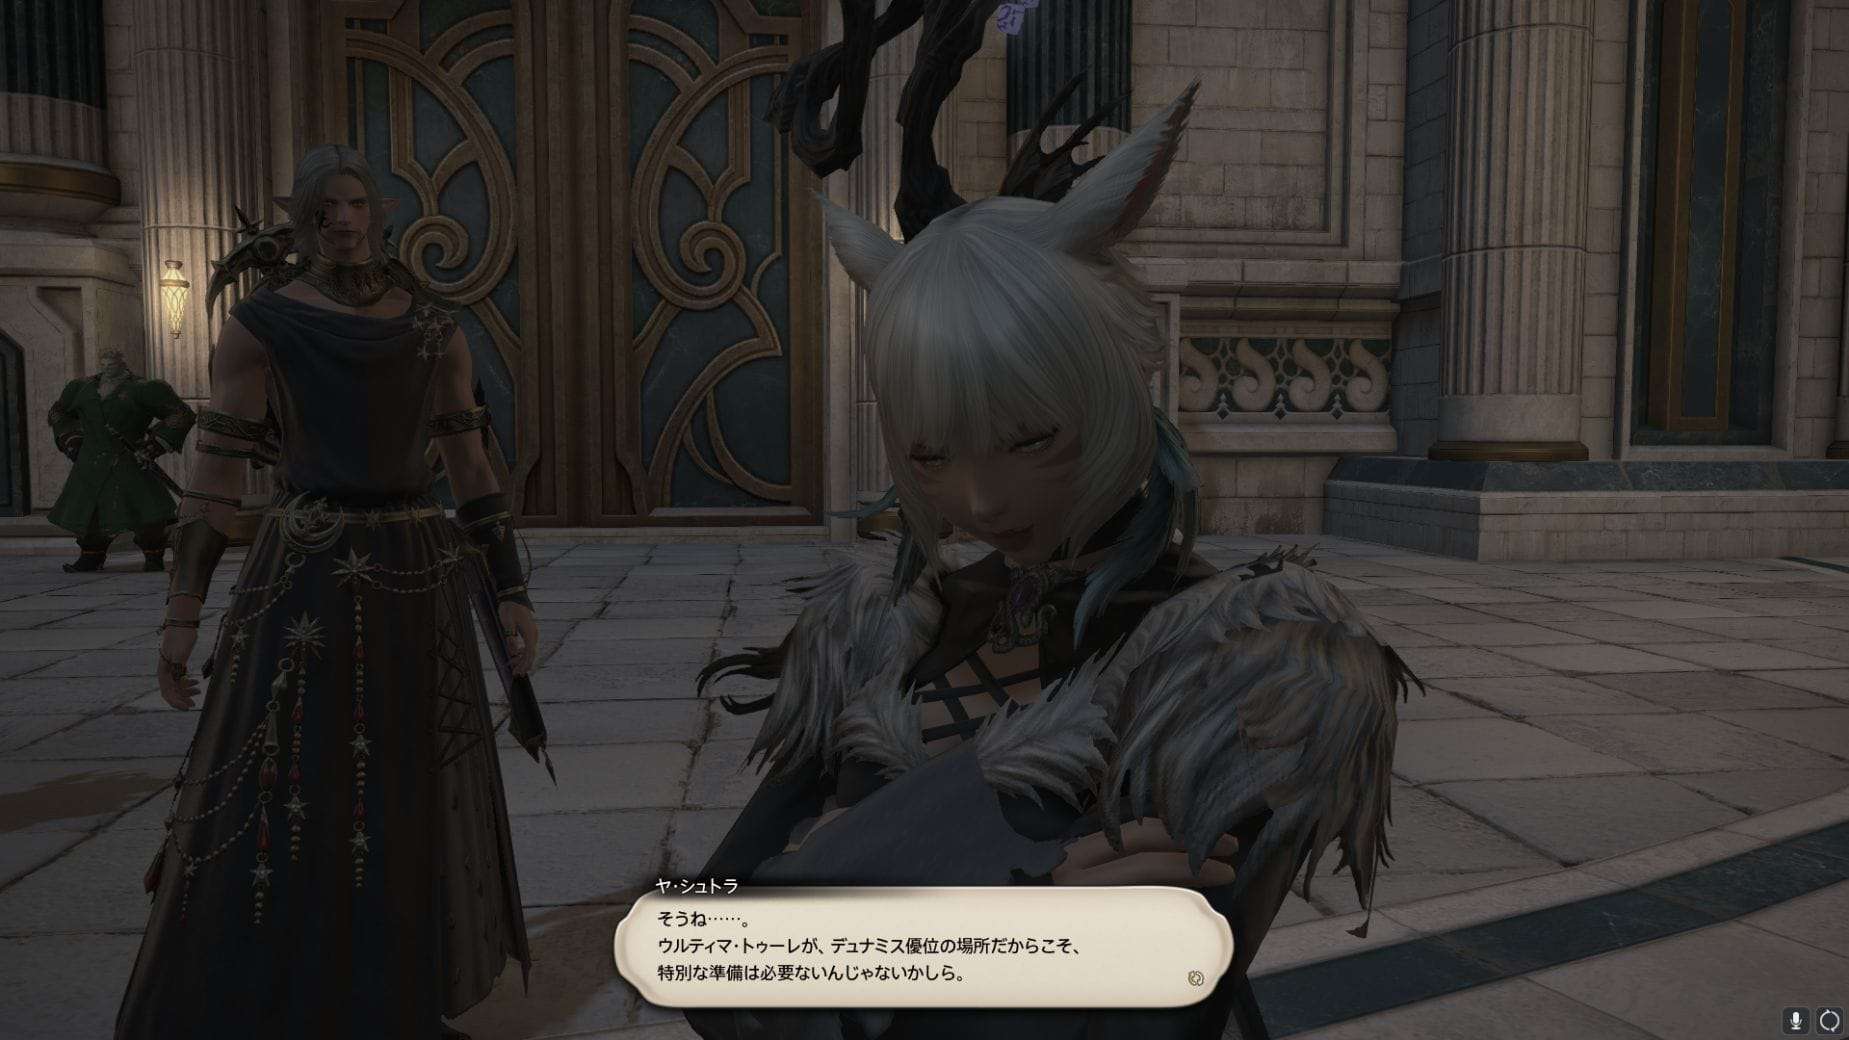 ヤ・シュトラ
そうね……。
ウルティマ・トゥーレが、デュナミス優位の場所だからこそ、
特別な準備は必要ないんじゃないかしら。